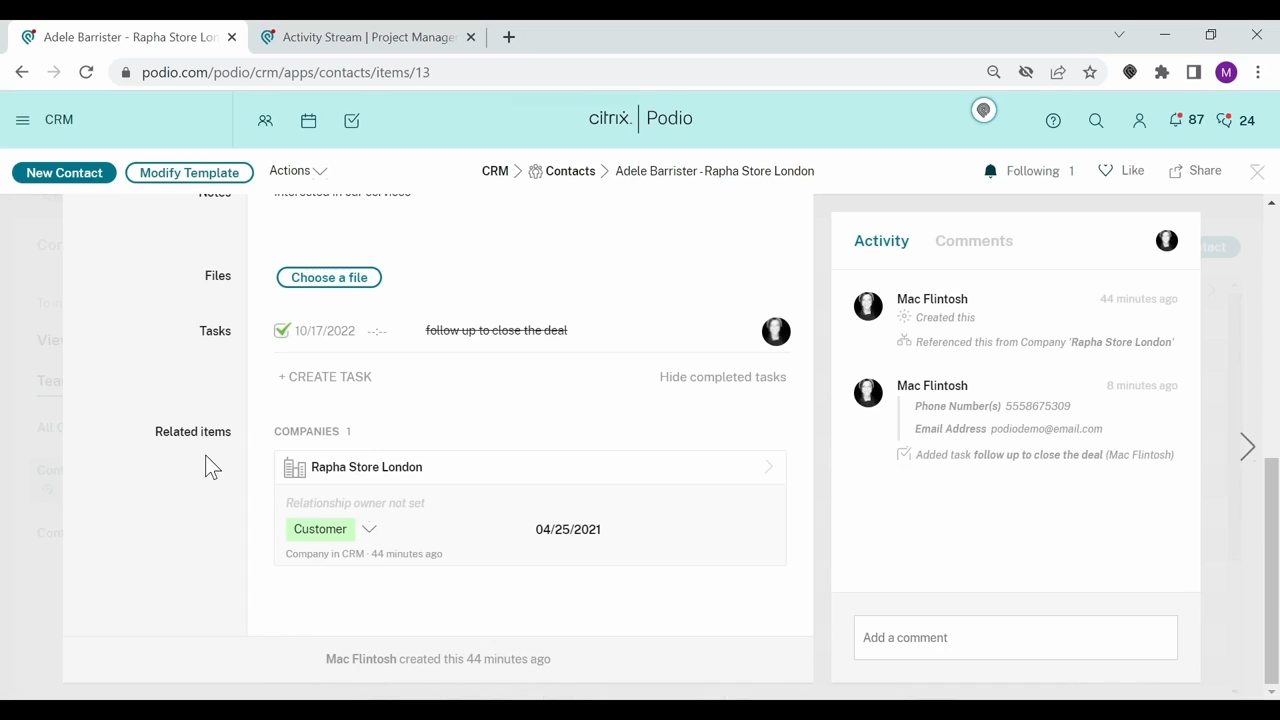 Adele Barrister - Rapha Store Lon
Activity Stream | Project Manage
podio.com/podio/crm/apps/contacts/items/13
M
CRM
citrix. | Podio
87
24
New Contact
Modify Template
Actions
CRM > Contacts > Adele Barrister - Rapha Store London
Following 1
Like
Share
Notes
Interested in our services
Files
Choose a file
Tasks
10/17/2022 --:-- follow up to close the deal
+ CREATE TASK
Hide completed tasks
Related items
COMPANIES 1
Rapha Store London
Relationship owner not set
Customer
04/25/2021
Company in CRM · 44 minutes ago
Mac Flintosh created this 44 minutes ago
Activity
Comments
Mac Flintosh
44 minutes ago
Created this
Referenced this from Company 'Rapha Store London'
Mac Flintosh
8 minutes ago
Phone Number(s) 5558675309
Email Address podiodemo@email.com
Added task follow up to close the deal (Mac Flintosh)
Add a comment